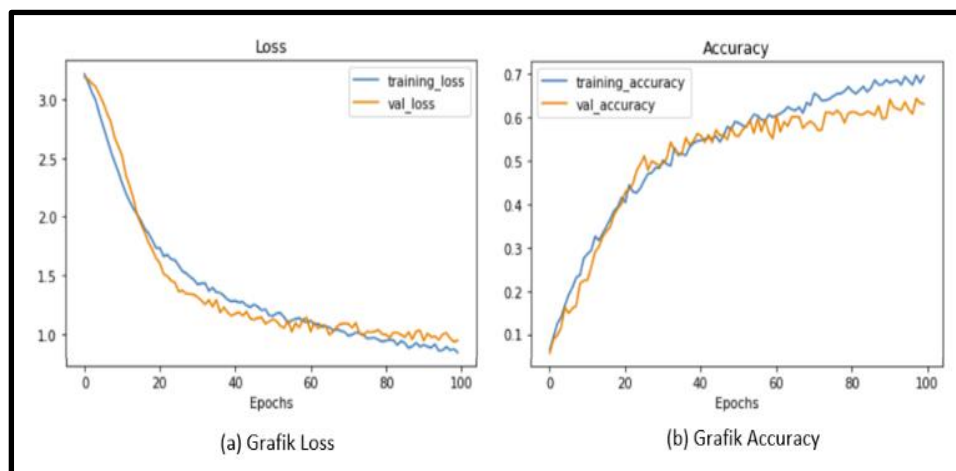 Loss
training_loss
val_loss
3.0
2.5
2.0
1.5
1.0
0 20 40 60 80 100
Epochs
(a) Grafik Loss
Accuracy
training_accuracy
val_accuracy
0.7
0.6
0.5
0.4
0.3
0.2
0.1
0 20 40 60 80 100
Epochs
(b) Grafik Accuracy